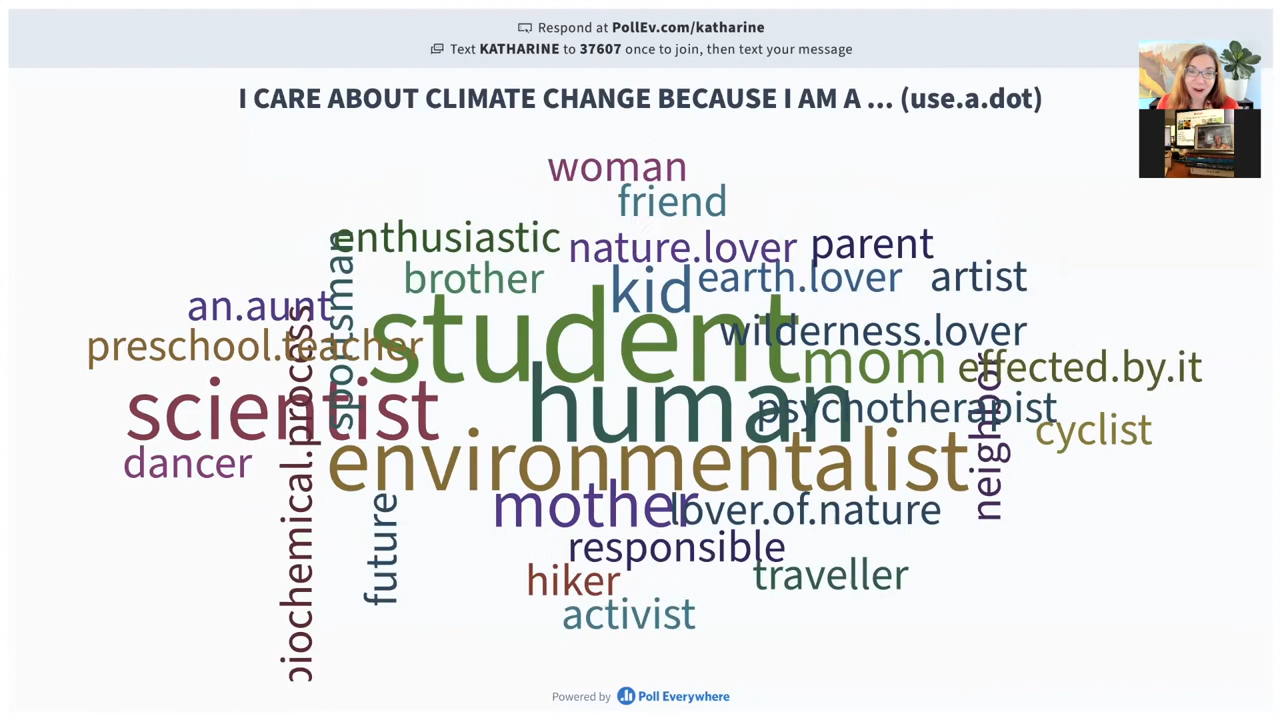 Respond at PollEv.com/katharine
Text KATHARINE to 37607 once to join, then text your message
I CARE ABOUT CLIMATE CHANGE BECAUSE I AM A ... (use.a.dot)
woman
friend
enthusiastic
nature.lover
parent
brother
kid
earth.lover
artist
an.aunt
sportsman
student
wilderness.lover
preschool.teacher
mom
effected.by.it
scientist
human
psychotherapist
cyclist
dancer
biochemical.process
environmentalist
neighbor
mother
lover.of.nature
future
responsible
hiker
traveller
activist
Powered by Poll Everywhere